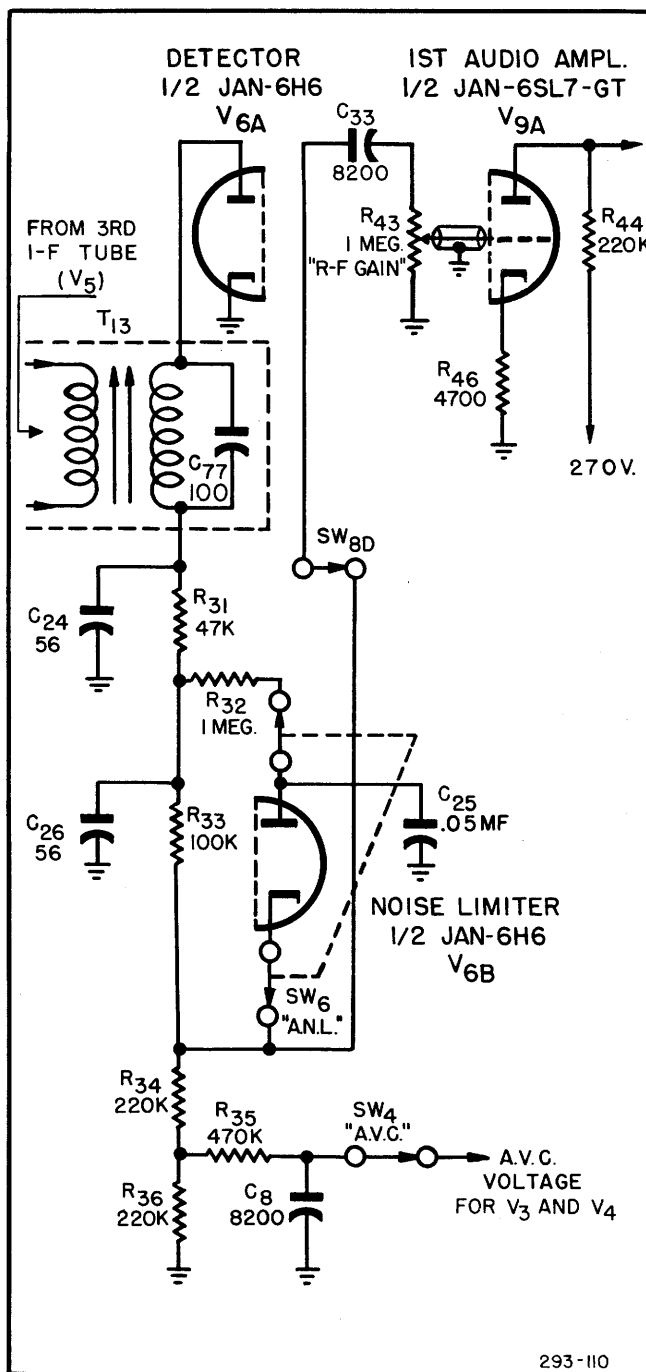 DETECTOR
1/2 JAN-6H6
V6A
1ST AUDIO AMPL.
1/2 JAN-6SL7-GT
V9A
C33
8200
FROM 3RD
I-F TUBE
(V5)
T13
R43
1 MEG.
"R-F GAIN"
R44
220K
R46
4700
270V.
C77
100
SW8D
C24
56
R31
47K
R32
1 MEG.
C26
56
R33
100K
C25
.05MF
NOISE LIMITER
1/2 JAN-6H6
V6B
SW6
"A.N.L."
R34
220K
R35
470K
SW4
"A.V.C."
A.V.C.
VOLTAGE
FOR V3 AND V4
R36
220K
C8
8200
293-110